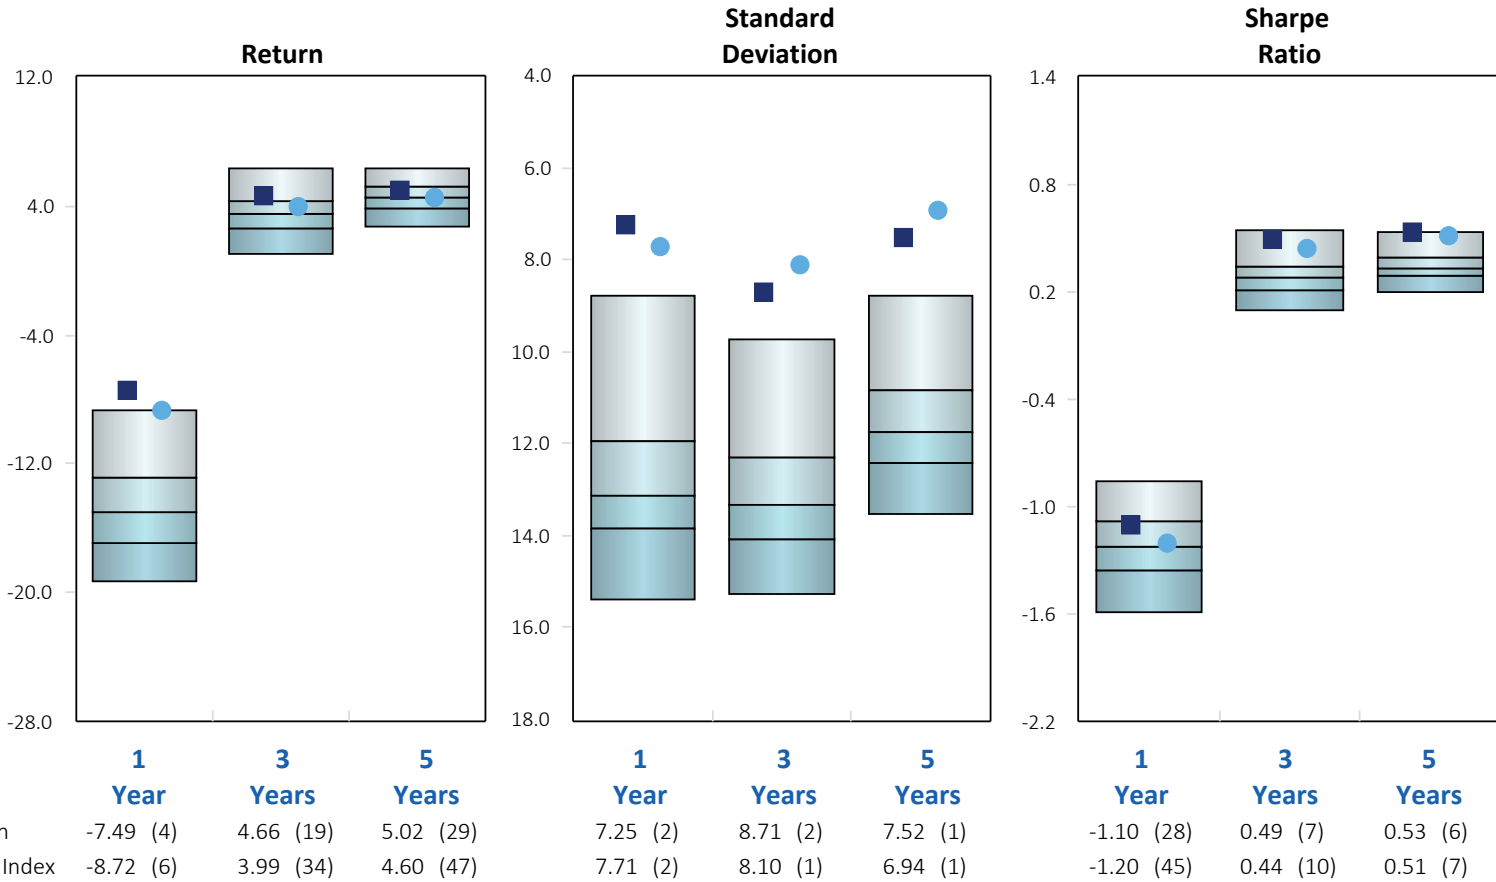 Return
12.0
4.0
-4.0
-12.0
-20.0
-28.0
1 Year
3 Years
5 Years
Standard
Deviation
4.0
6.0
8.0
10.0
12.0
14.0
16.0
18.0
1 Year
3 Years
5 Years
Sharpe
Ratio
1.4
0.8
0.2
-0.4
-1.0
-1.6
-2.2
1 Year
3 Years
5 Years
-7.49 (4) 4.66 (19) 5.02 (29) 7.25 (2) 8.71 (2) 7.52 (1) -1.10 (28) 0.49 (7) 0.53 (6)
Index -8.72 (6) 3.99 (34) 4.60 (47) 7.71 (2) 8.10 (1) 6.94 (1) -1.20 (45) 0.44 (10) 0.51 (7)